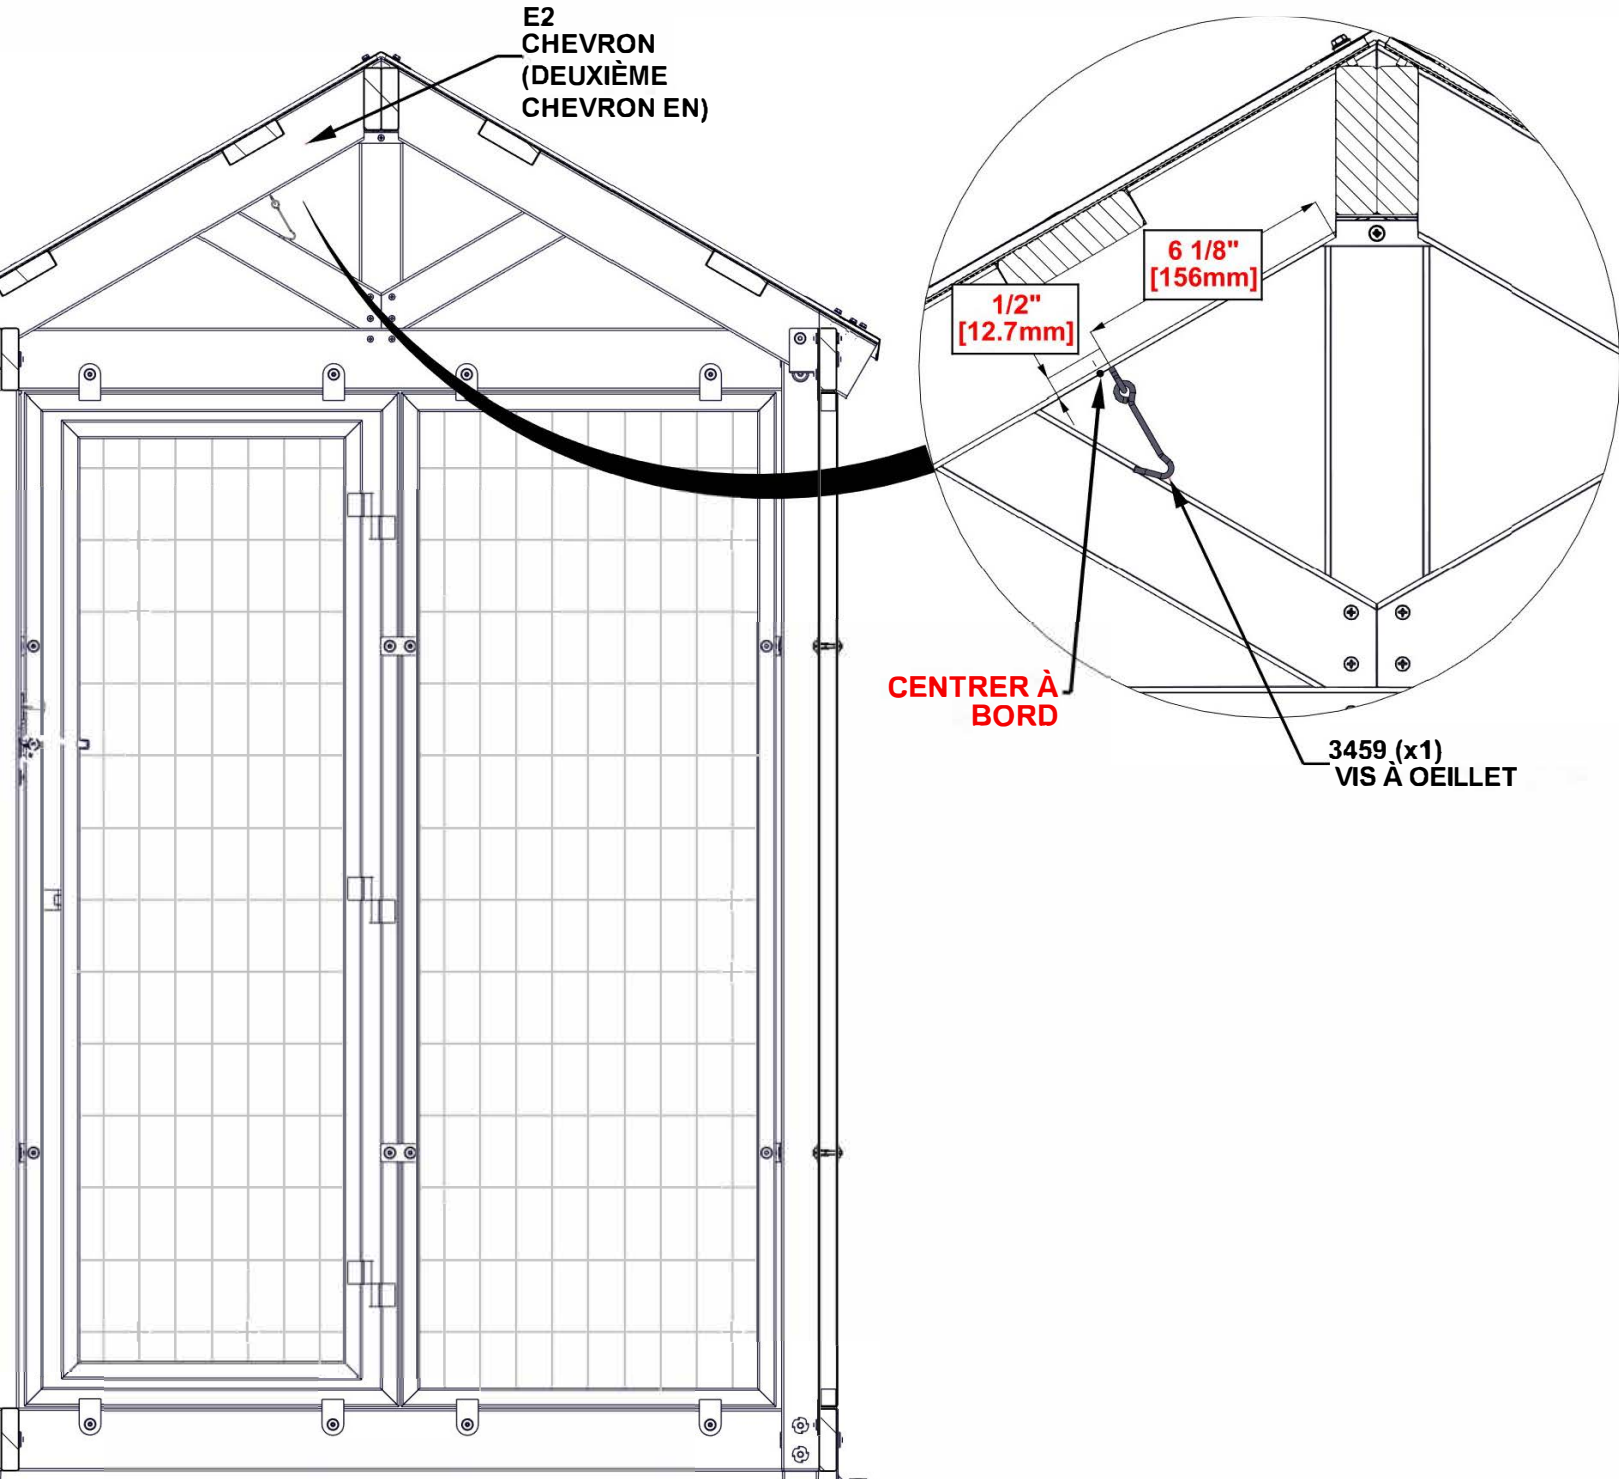 E2
CHEVRON
(DEUXIÈME
CHEVRON EN)
6 1/8"
[156mm]
1/2"
[12.7mm]
CENTRER À
BORD
3459 (x1)
VIS À OEILLET